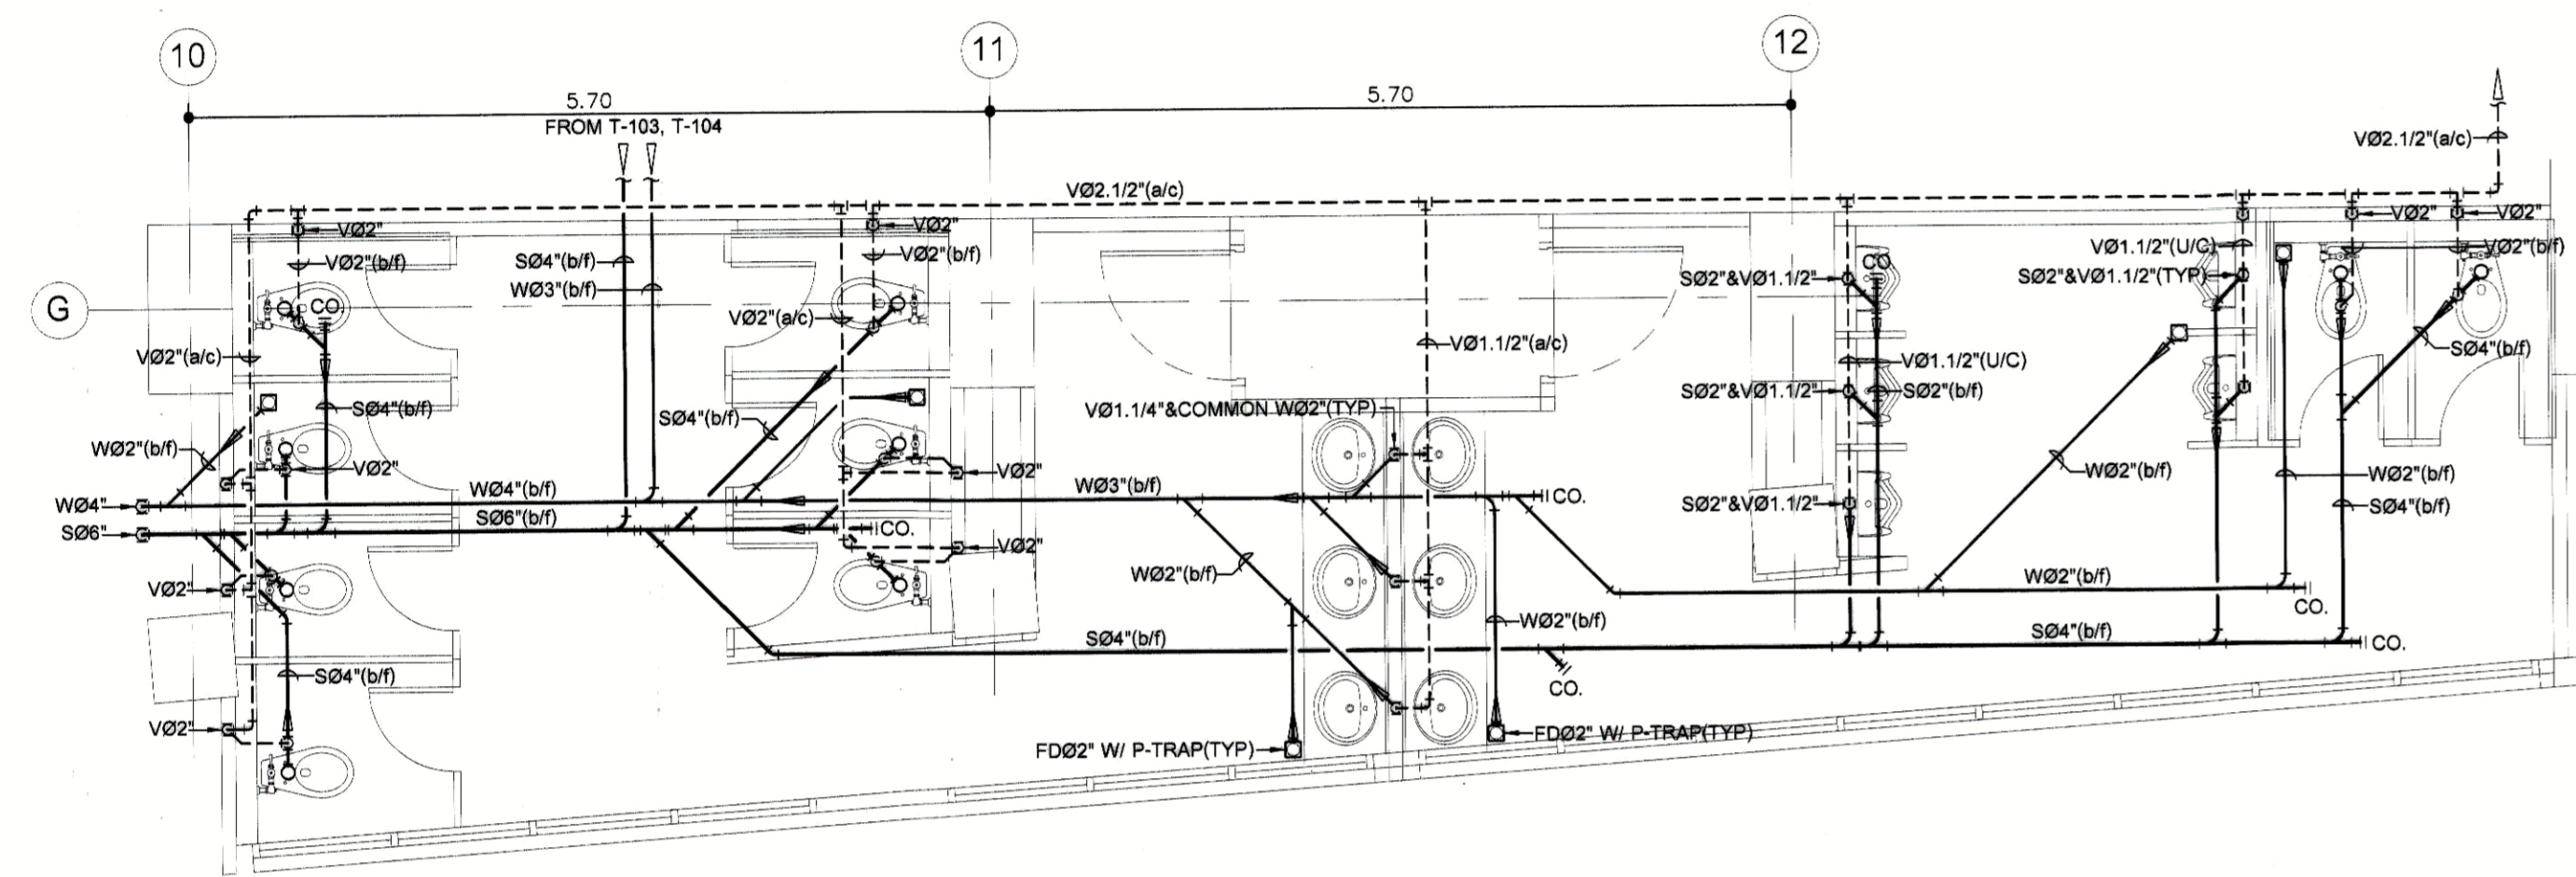 10
11
12
5.70
5.70
FROM T-103, T-104
VØ2.1/2"(a/c)
VØ2.1/2"(a/c)
VØ2"
VØ2"
VØ2"
VØ2"
VØ2"(b/f)
SØ4"(b/f)
VØ2"(b/f)
VØ1.1/2"(U/C)
VØ2"(b/f)
WØ3"(b/f)
SØ2"&VØ1.1/2"
CO
SØ2"&VØ1.1/2"(TYP)
G
CO.
VØ2"(a/c)
VØ2"(a/c)
VØ1.1/2"(a/c)
VØ1.1/2"(U/C)
SØ4"(b/f)
SØ4"(b/f)
SØ4"(b/f)
VØ1.1/4"&COMMON WØ2"(TYP)
SØ2"&VØ1.1/2"
SØ2"(b/f)
WØ2"(b/f)
VØ2"
VØ2"
WØ2"(b/f)
WØ2"(b/f)
WØ4"
WØ4"(b/f)
WØ3"(b/f)
CO.
SØ2"&VØ1.1/2"
SØ4"(b/f)
SØ6"
SØ6"(b/f)
CO.
VØ2"
VØ2"
WØ2"(b/f)
WØ2"(b/f)
CO.
WØ2"(b/f)
SØ4"(b/f)
SØ4"(b/f)
CO.
SØ4"(b/f)
CO.
VØ2"
FDØ2" W/ P-TRAP(TYP)
FDØ2" W/ P-TRAP(TYP)